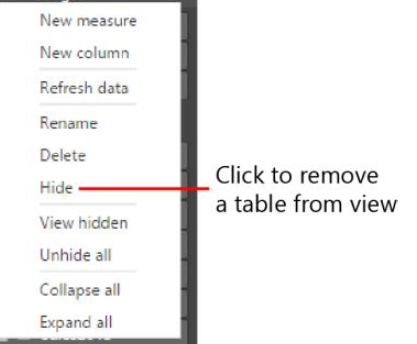 New measure
New column
Refresh data
Rename
Delete
Hide
Click to remove
a table from view
View hidden
Unhide all
Collapse all
Expand all